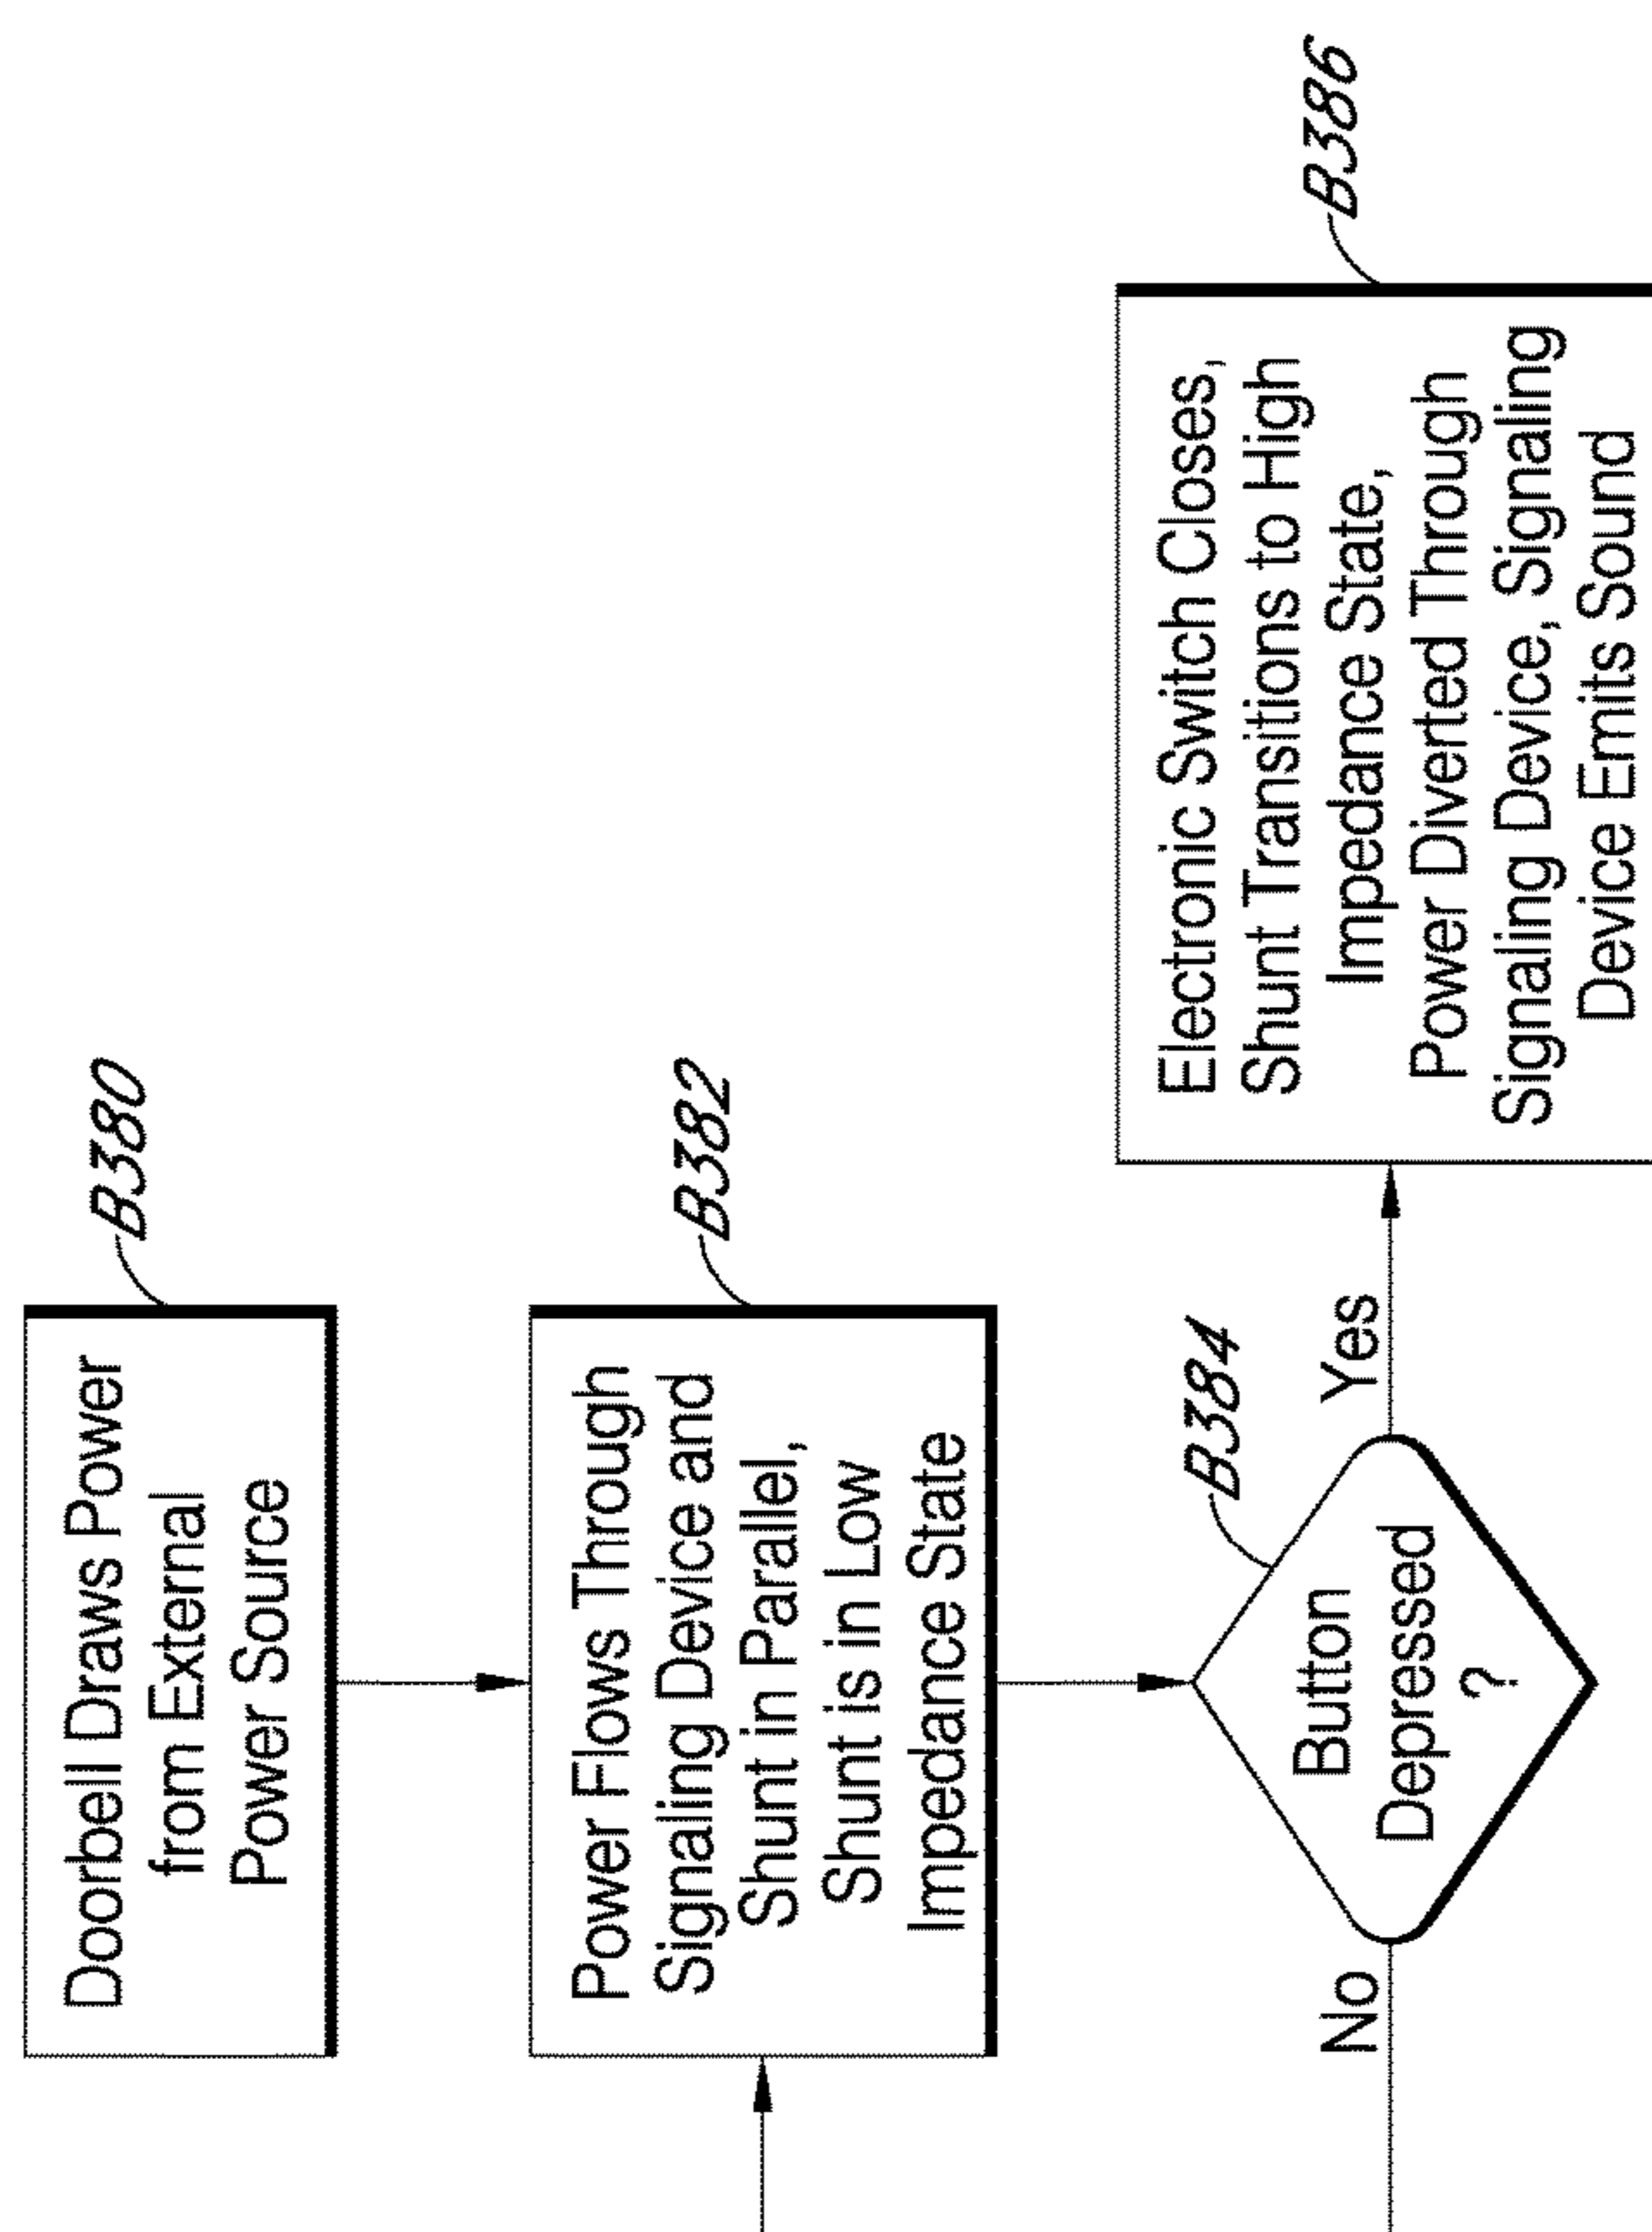 B380
Doorbell Draws Power
from External
Power Source
B382
Power Flows Through
Signaling Device and
Shunt in Parallel,
Shunt is in Low
Impedance State
B384
Button
Depressed
?
No
Yes
B386
Electronic Switch Closes,
Shunt Transitions to High
Impedance State,
Power Diverted Through
Signaling Device, Signaling
Device Emits Sound